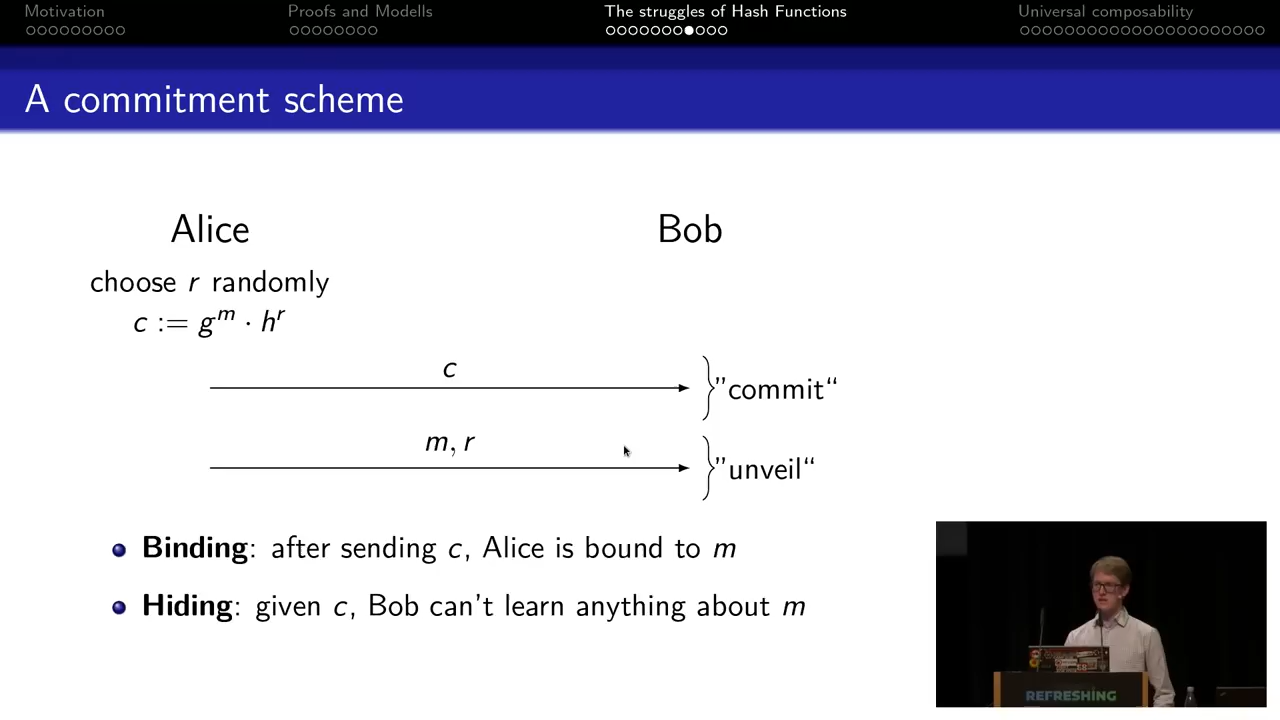 Motivation Proofs and Modells The struggles of Hash Functions Universal composability
A commitment scheme
Alice Bob
choose r randomly
c := g^m · h^r
c
”commit“
m, r
”unveil“
Binding: after sending c, Alice is bound to m
Hiding: given c, Bob can't learn anything about m
REFRESHING